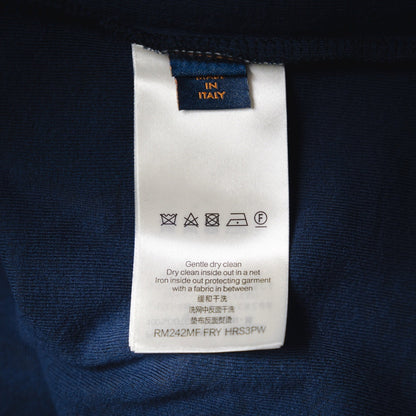 MADE
IN
ITALY
Gentle dry clean
Dry clean inside out in a net
Iron inside out protecting garment
with a fabric in between
缓和干洗
洗网中反面干洗
垫布反面熨烫
RM242MF FRY HRS3PW